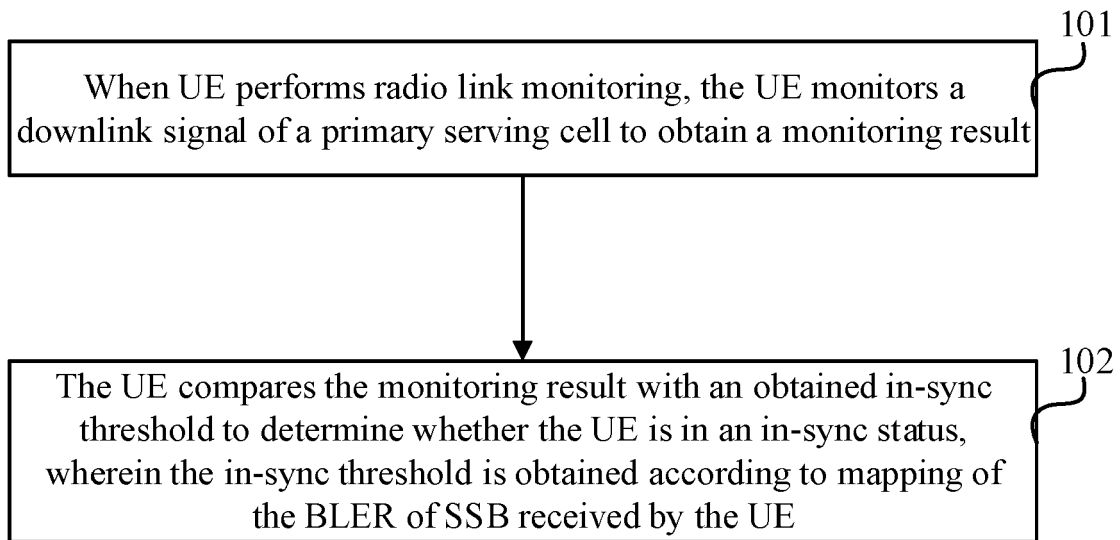 101
When UE performs radio link monitoring, the UE monitors a
downlink signal of a primary serving cell to obtain a monitoring result
102
The UE compares the monitoring result with an obtained in-sync
threshold to determine whether the UE is in an in-sync status,
wherein the in-sync threshold is obtained according to mapping of
the BLER of SSB received by the UE